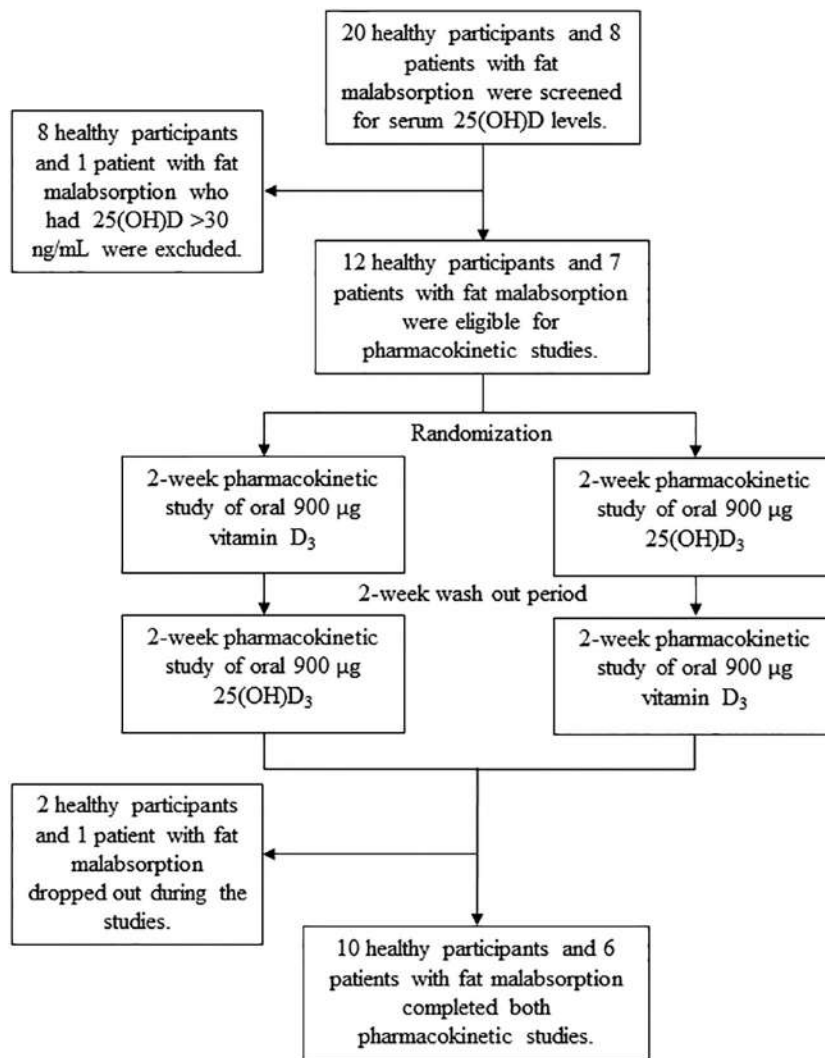 20 healthy participants and 8
patients with fat
malabsorption were screened
for serum 25(OH)D levels.
8 healthy participants
and 1 patient with fat
malabsorption who
had 25(OH)D >30
ng/mL were excluded.
12 healthy participants and 7
patients with fat malabsorption
were eligible for
pharmacokinetic studies.
Randomization
2-week pharmacokinetic
study of oral 900 μg
vitamin D₃
2-week pharmacokinetic
study of oral 900 μg
25(OH)D₃
2-week wash out period
2-week pharmacokinetic
study of oral 900 μg
25(OH)D₃
2-week pharmacokinetic
study of oral 900 μg
vitamin D₃
2 healthy participants
and 1 patient with fat
malabsorption
dropped out during the
studies.
10 healthy participants and 6
patients with fat malabsorption
completed both
pharmacokinetic studies.